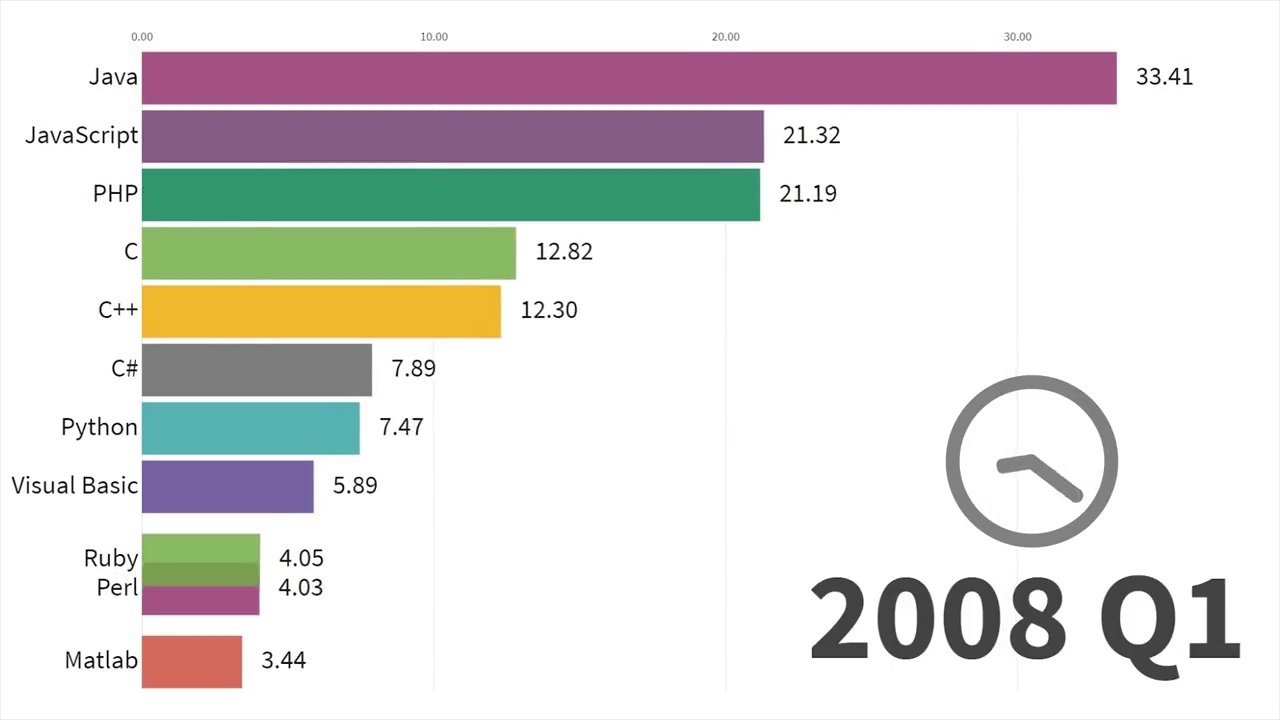 0.00 10.00 20.00 30.00
Java 33.41
JavaScript 21.32
PHP 21.19
C 12.82
C++ 12.30
C# 7.89
Python 7.47
Visual Basic 5.89
Ruby 4.05
Perl 4.03
Matlab 3.44
2008 Q1